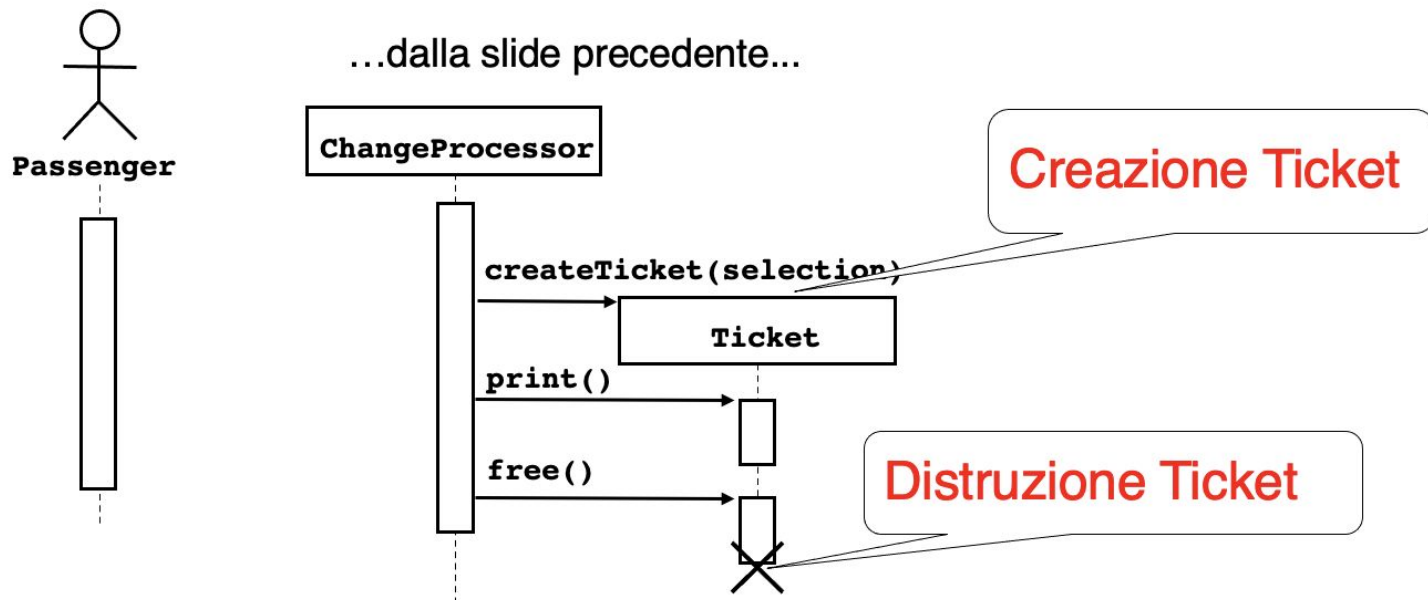 ...dalla slide precedente...
Passenger
ChangeProcessor
Creazione Ticket
createTicket(selection)
Ticket
print()
free()
Distruzione Ticket